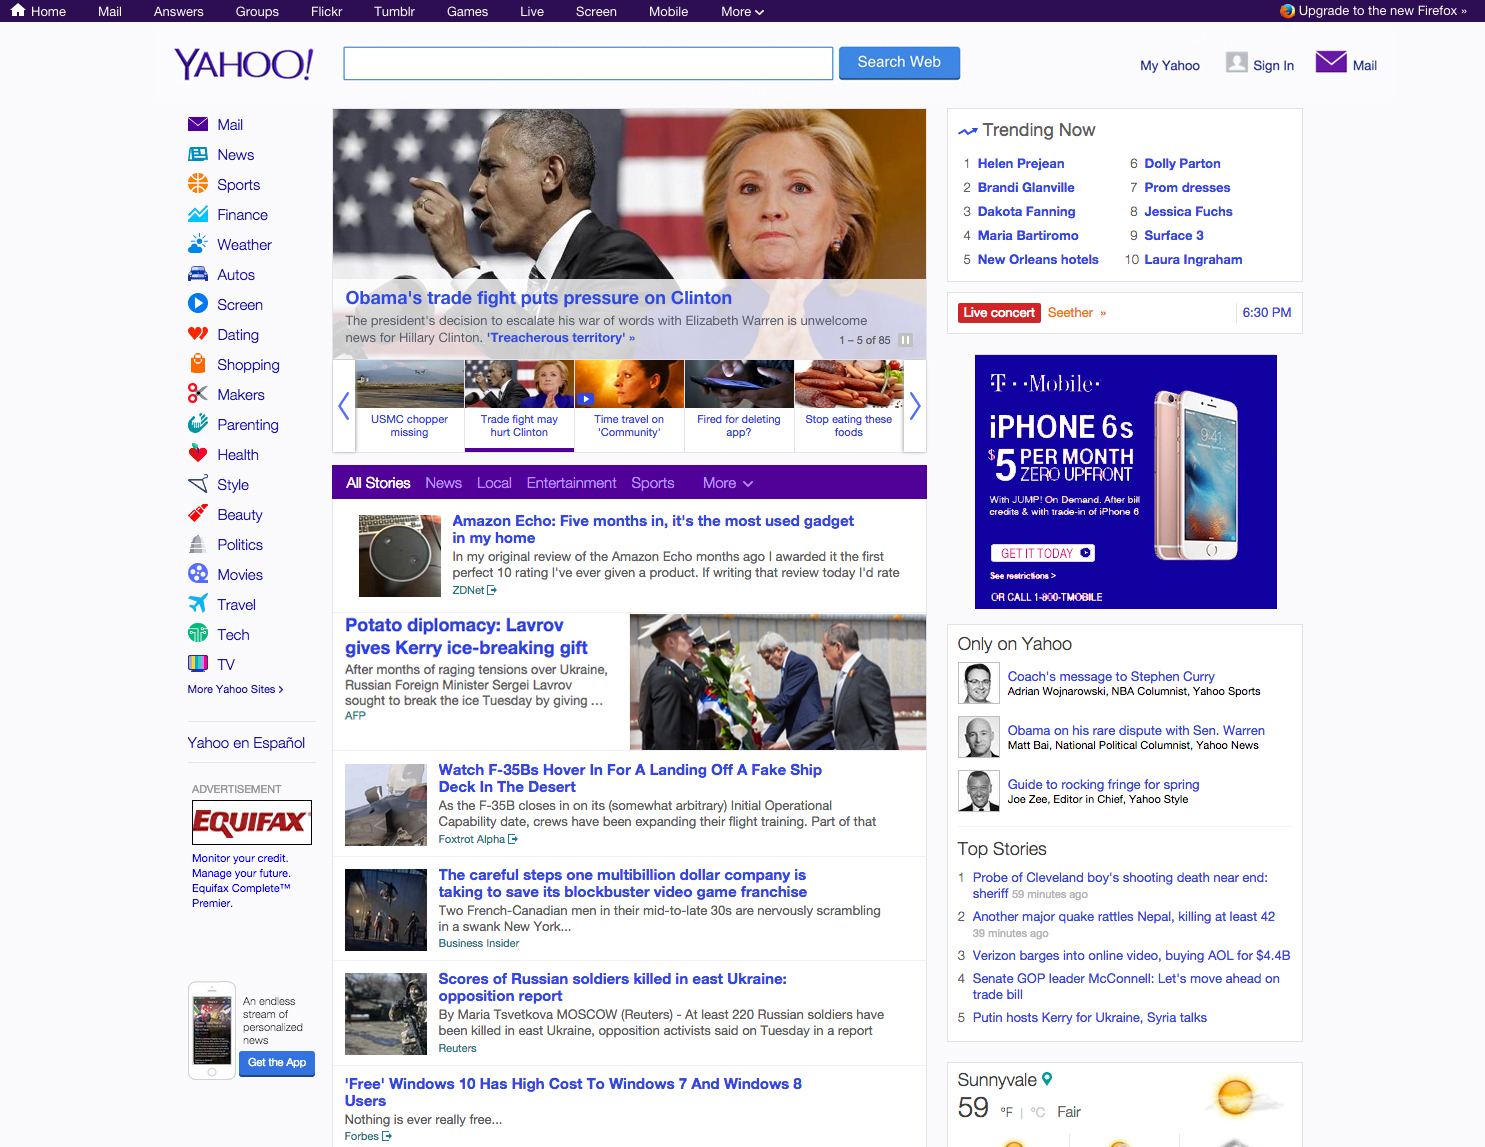 Home Mail Answers Groups Flickr Tumblr Games Live Screen Mobile More Upgrade to the new Firefox »
YAHOO! Search Web My Yahoo Sign In Mail
Mail
News
Sports
Finance
Weather
Autos
Screen
Dating
Shopping
Makers
Parenting
Health
Style
Beauty
Politics
Movies
Travel
Tech
TV
More Yahoo Sites >
Yahoo en Español
ADVERTISEMENT
EQUIFAX
Monitor your credit.
Manage your future.
Equifax Complete™
Premier.
An endless
stream of
personalized
news
Get the App
Obama's trade fight puts pressure on Clinton
The president's decision to escalate his war of words with Elizabeth Warren is unwelcome
news for Hillary Clinton. 'Treacherous territory' »
1 – 5 of 85
USMC chopper
missing
Trade fight may
hurt Clinton
Time travel on
'Community'
Fired for deleting
app?
Stop eating these
foods
All Stories News Local Entertainment Sports More
Amazon Echo: Five months in, it's the most used gadget
in my home
In my original review of the Amazon Echo months ago I awarded it the first
perfect 10 rating I've ever given a product. If writing that review today I'd rate
ZDNet
Potato diplomacy: Lavrov
gives Kerry ice-breaking gift
After months of raging tensions over Ukraine,
Russian Foreign Minister Sergei Lavrov
sought to break the ice Tuesday by giving ...
AFP
Watch F-35Bs Hover In For A Landing Off A Fake Ship
Deck In The Desert
As the F-35B closes in on its (somewhat arbitrary) Initial Operational
Capability date, crews have been expanding their flight training. Part of that
Foxtrot Alpha
The careful steps one multibillion dollar company is
taking to save its blockbuster video game franchise
Two French-Canadian men in their mid-to-late 30s are nervously scrambling
in a swank New York...
Business Insider
Scores of Russian soldiers killed in east Ukraine:
opposition report
By Maria Tsvetkova MOSCOW (Reuters) - At least 220 Russian soldiers have
been killed in east Ukraine, opposition activists said on Tuesday in a report
Reuters
'Free' Windows 10 Has High Cost To Windows 7 And Windows 8
Users
Nothing is ever really free...
Forbes
Trending Now
1 Helen Prejean
2 Brandi Glanville
3 Dakota Fanning
4 Maria Bartiromo
5 New Orleans hotels
6 Dolly Parton
7 Prom dresses
8 Jessica Fuchs
9 Surface 3
10 Laura Ingraham
Live concert Seether » 6:30 PM
T · · Mobile ·
iPHONE 6s
$5 PER MONTH
ZERO UPFRONT
With JUMP! On Demand. After bill
credits & with trade-in of iPhone 6
GET IT TODAY
See restrictions >
OR CALL 1-800-TMOBILE
9:41
Only on Yahoo
Coach's message to Stephen Curry
Adrian Wojnarowski, NBA Columnist, Yahoo Sports
Obama on his rare dispute with Sen. Warren
Matt Bai, National Political Columnist, Yahoo News
Guide to rocking fringe for spring
Joe Zee, Editor in Chief, Yahoo Style
Top Stories
1 Probe of Cleveland boy's shooting death near end:
sheriff 59 minutes ago
2 Another major quake rattles Nepal, killing at least 42
39 minutes ago
3 Verizon barges into online video, buying AOL for $4.4B
4 Senate GOP leader McConnell: Let's move ahead on
trade bill
5 Putin hosts Kerry for Ukraine, Syria talks
Sunnyvale
59 °F | °C Fair